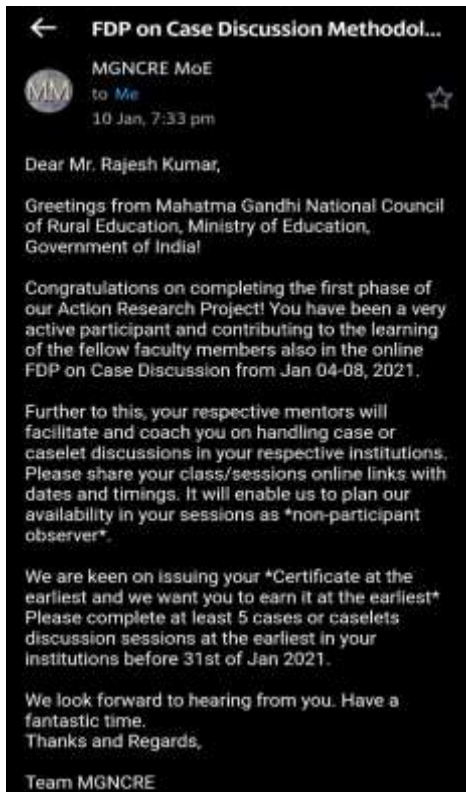 FDP on Case Discussion Methodol...
MGNCRE MoE
MM
to Me
10 Jan, 7:33 pm
Dear Mr. Rajesh Kumar,
Greetings from Mahatma Gandhi National Council
of Rural Education, Ministry of Education,
Government of India!
Congratulations on completing the first phase of
our Action Research Project! You have been a very
active participant and contributing to the learning
of the fellow faculty members also in the online
FDP on Case Discussion from Jan 04-08, 2021.
Further to this, your respective mentors will
facilitate and coach you on handling case or
caselet discussions in your respective institutions.
Please share your class/sessions online links with
dates and timings. It will enable us to plan our
availability in your sessions as *non-participant
observer*.
We are keen on issuing your *Certificate at the
earliest and we want you to earn it at the earliest*
Please complete at least 5 cases or caselets
discussion sessions at the earliest in your
institutions before 31st of Jan 2021.
We look forward to hearing from you. Have a
fantastic time.
Thanks and Regards,
Team MGNCRE